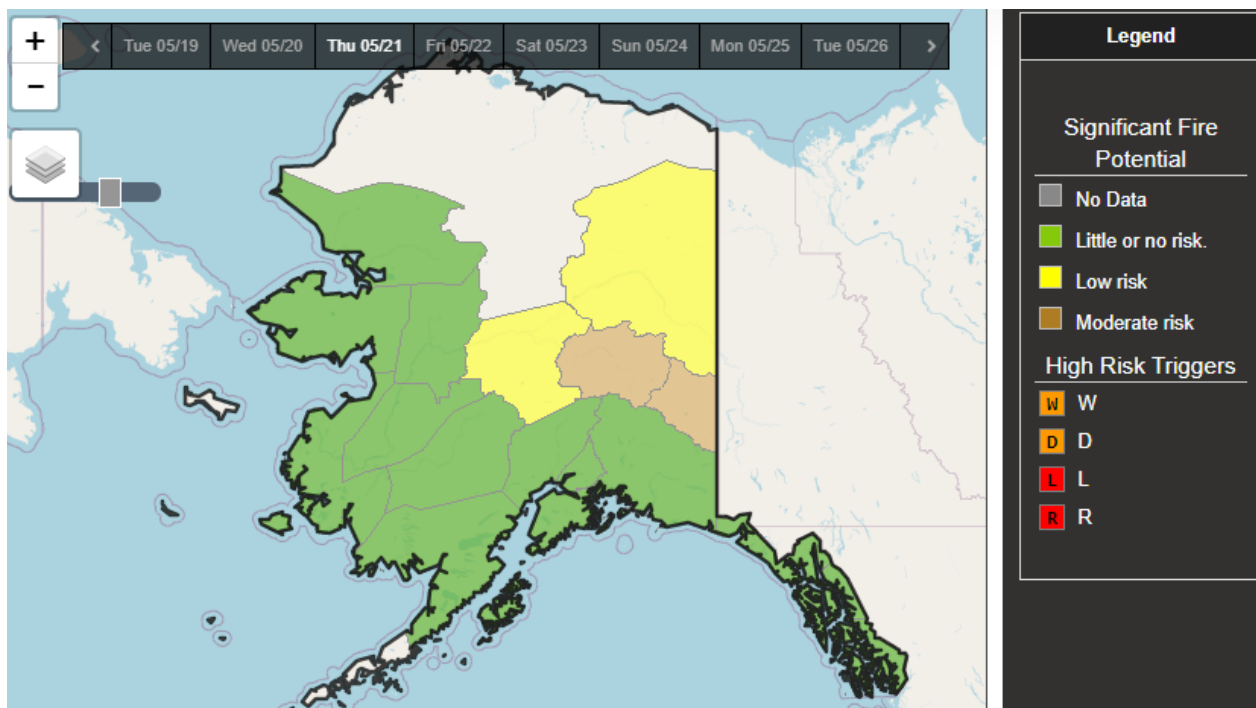 +
−
‹ Tue 05/19 Wed 05/20 Thu 05/21 Fri 05/22 Sat 05/23 Sun 05/24 Mon 05/25 Tue 05/26 ›
Legend
Significant Fire
Potential
No Data
Little or no risk.
Low risk
Moderate risk
High Risk Triggers
W W
D D
L L
R R